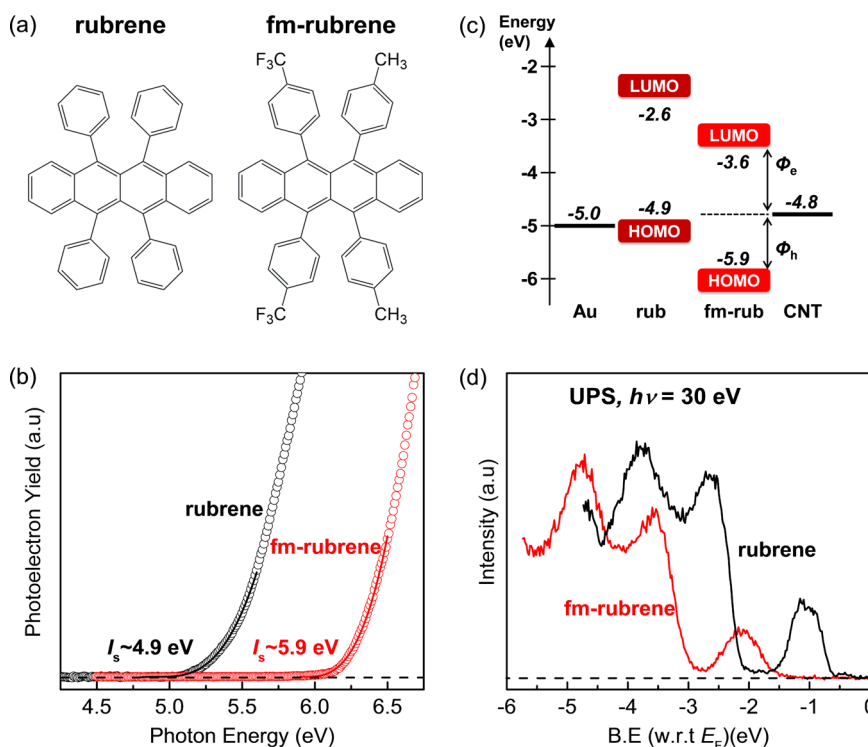 (a)
rubrene
fm-rubrene
F₃C
CH₃
F₃C
CH₃
(c)
Energy
(eV)
-2
-3
-4
-5
-6
LUMO
-2.6
LUMO
-3.6
Φe
-5.0
-4.9
-4.8
HOMO
-5.9
Φh
HOMO
Au
rub
fm-rub
CNT
(b)
Photoelectron Yield (a.u)
rubrene
fm-rubrene
Is~4.9 eV
Is~5.9 eV
4.5
5.0
5.5
6.0
6.5
Photon Energy (eV)
(d)
UPS, hν = 30 eV
Intensity (a.u)
rubrene
fm-rubrene
-6
-5
-4
-3
-2
-1
0
B.E (w.r.t EF)(eV)